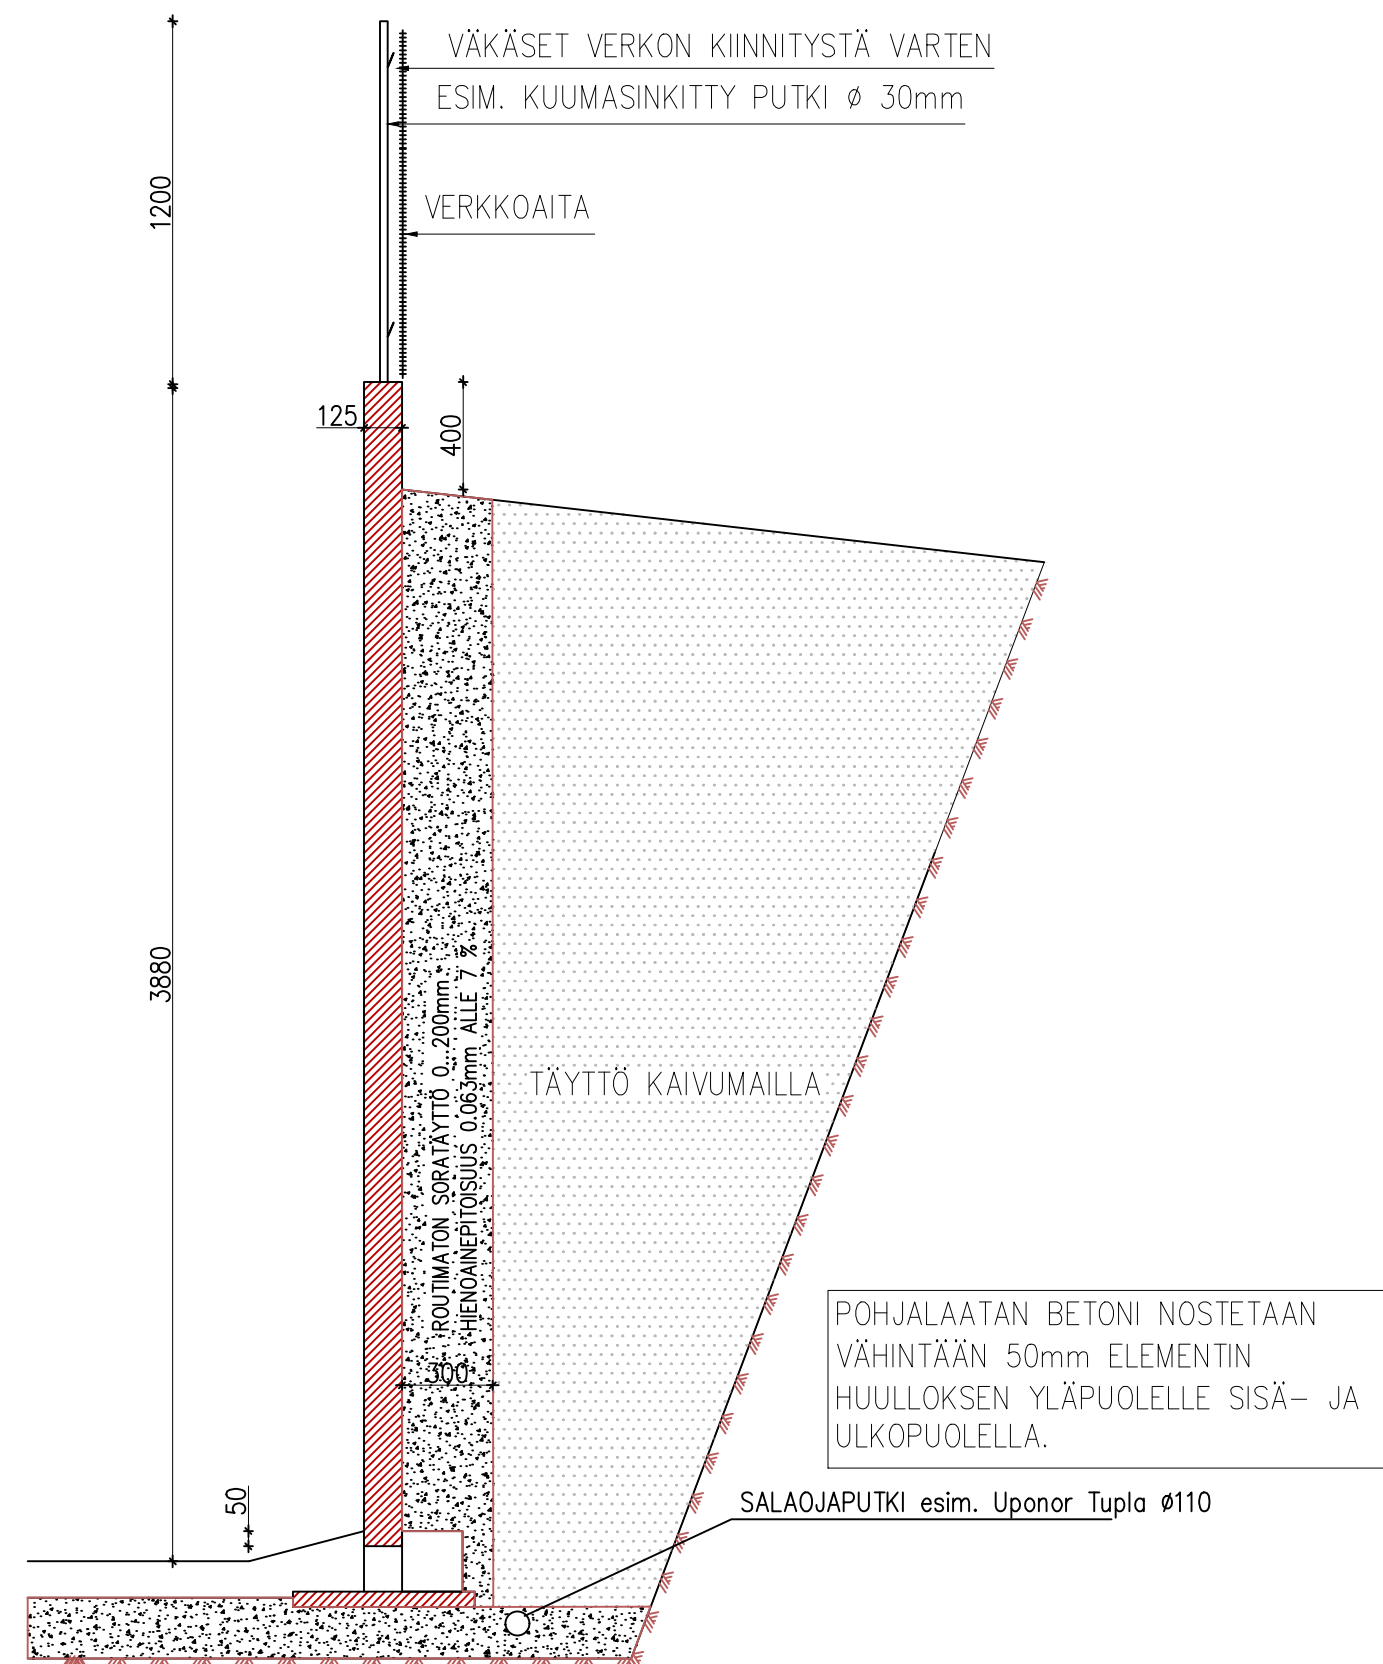 VÄKÄSET VERKON KIINNITYSTÄ VARTEN
ESIM. KUUMASINKITTY PUTKI ø 30mm
1200
VERKKOAITA
125
400
3880
ROUTIMATON SORATÄYTTÖ 0...200mm.
HIENOAINEPITOISUUS 0.063mm ALLE 7 %
TÄYTTÖ KAIVUMAILLA
300
POHJALAATAN BETONI NOSTETAAN
VÄHINTÄÄN 50mm ELEMENTIN
HUULLOKSEN YLÄPUOLELLE SISÄ- JA
ULKOPUOLELLA.
50
SALAOJAPUTKI esim. Uponor Tupla ø110